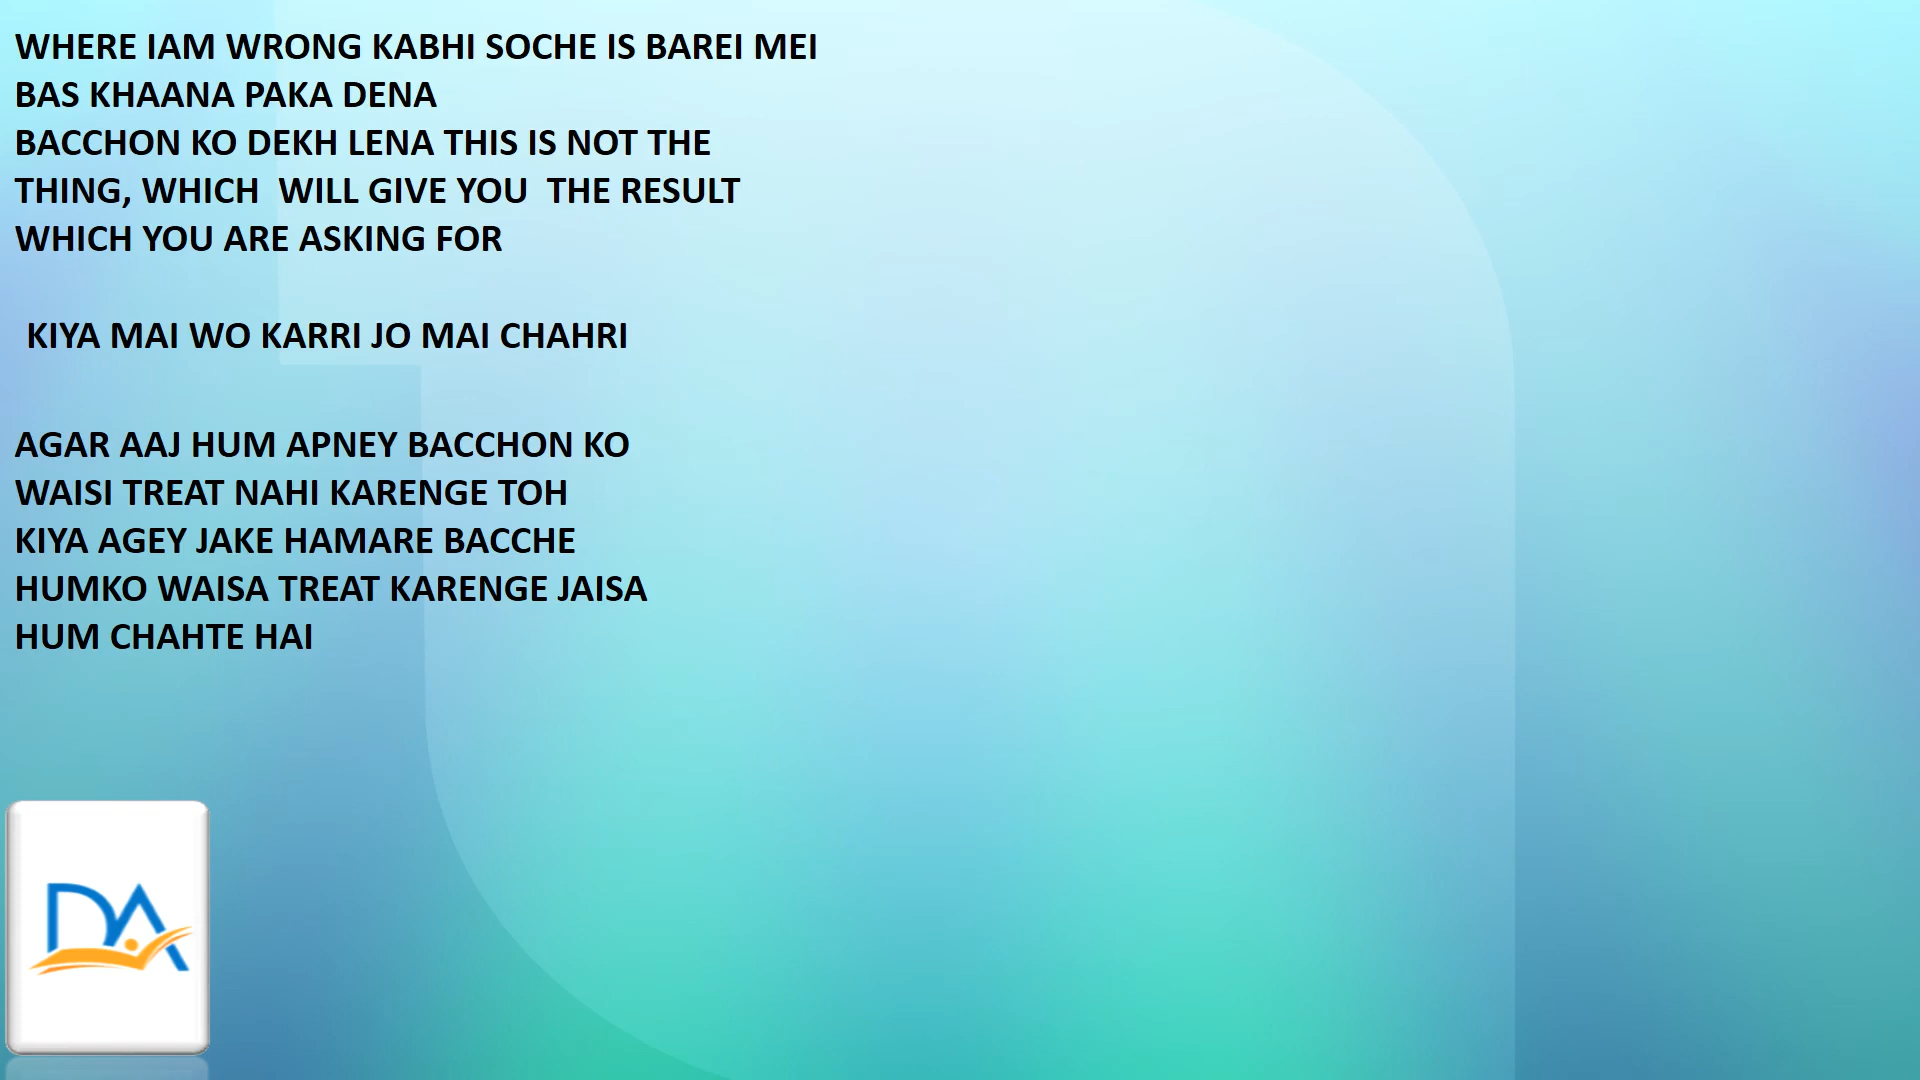 WHERE IAM WRONG KABHI SOCHE IS BAREI MEI
BAS KHAANA PAKA DENA
BACCHON KO DEKH LENA THIS IS NOT THE
THING, WHICH  WILL GIVE YOU  THE RESULT
WHICH YOU ARE ASKING FOR
KIYA MAI WO KARRI JO MAI CHAHRI
AGAR AAJ HUM APNEY BACCHON KO
WAISI TREAT NAHI KARENGE TOH
KIYA AGEY JAKE HAMARE BACCHE
HUMKO WAISA TREAT KARENGE JAISA
HUM CHAHTE HAI
DA